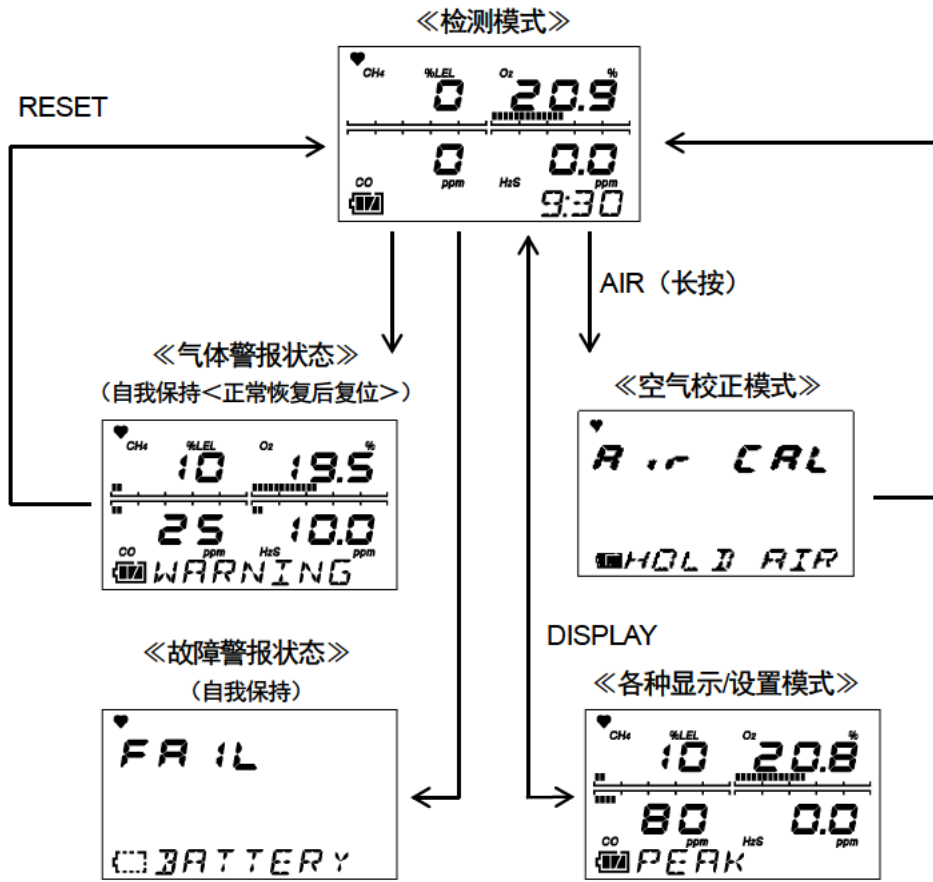 ≪检测模式≫
CH4 %LEL O2 %
0 20.9
0 0.0
CO ppm H2S ppm
9:30
RESET
AIR（长按）
≪气体警报状态≫
（自我保持＜正常恢复后复位＞）
CH4 %LEL O2 %
10 19.5
25 10.0
CO ppm H2S ppm
WARNING
≪空气校正模式≫
Air CAL
HOLD AIR
DISPLAY
≪故障警报状态≫
（自我保持）
FAIL
BATTERY
≪各种显示/设置模式≫
CH4 %LEL O2 %
10 20.8
80 0.0
CO ppm H2S ppm
PEAK